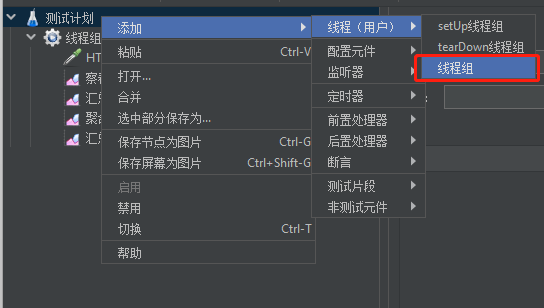 测试计划
线程组
HT
察看
汇总
聚合
汇总
添加
粘贴 Ctrl-V
打开...
合并
选中部分保存为...
保存节点为图片 Ctrl-G
保存屏幕为图片 Ctrl+Shift-G
启用
禁用
切换 Ctrl-T
帮助
线程（用户）
配置元件
监听器
定时器
前置处理器
后置处理器
断言
测试片段
非测试元件
setUp线程组
tearDown线程组
线程组
：